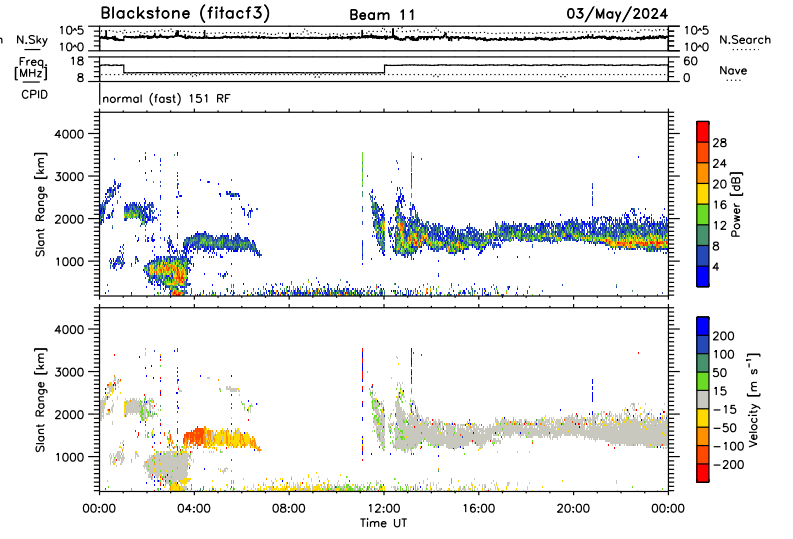 Blackstone (fitacf3)
Beam 11
03/May/2024
N.Sky
10^5
10^0
10^5
10^0
N.Search
Freq.
[MHz]
18
8
60
0
Nave
CPID
normal (fast) 151 RF
Slant Range [km]
4000
3000
2000
1000
28
24
20
16
12
8
4
Power [dB]
Slant Range [km]
4000
3000
2000
1000
200
100
50
15
-15
-50
-100
-200
Velocity [m s⁻¹]
00:00
04:00
08:00
12:00
16:00
20:00
00:00
Time UT